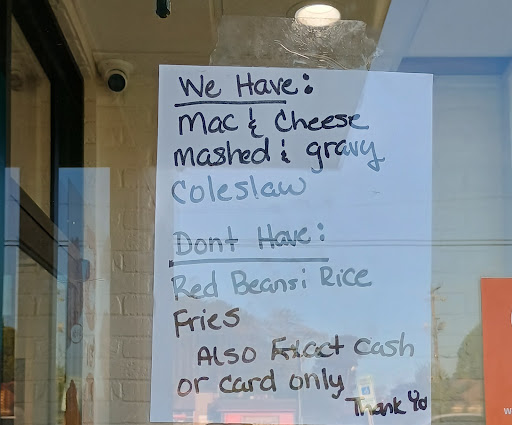 We Have:
Mac & Cheese
mashed & gravy
Coleslaw
Dont Have:
Red Beans & Rice
Fries
Also Exact cash
or card only
Thank Yo